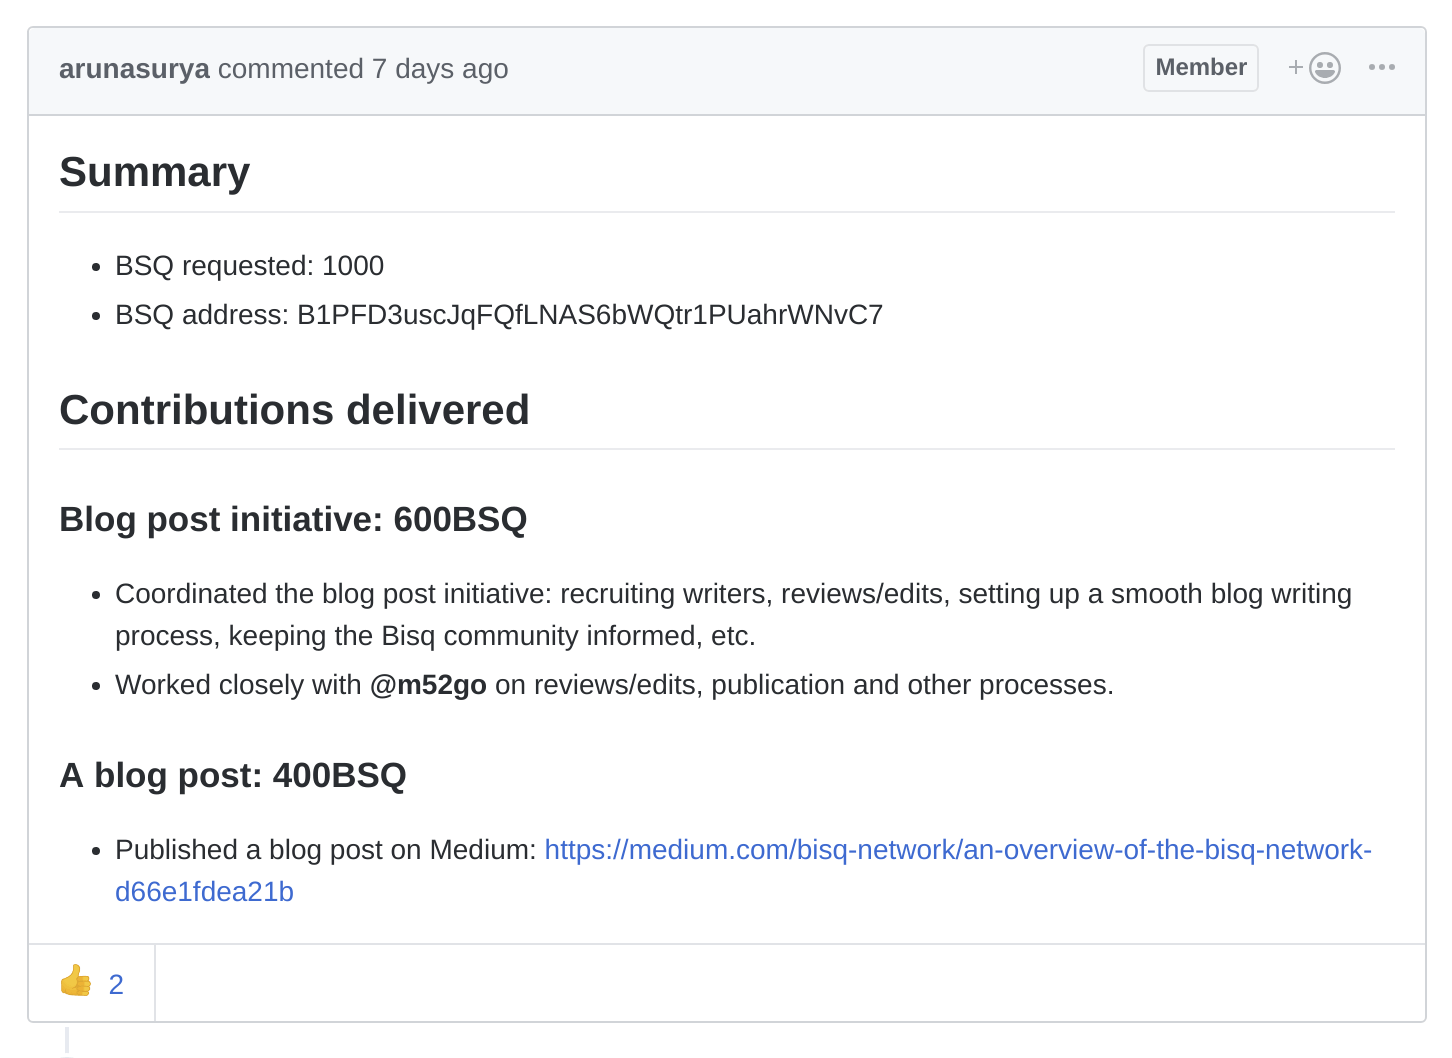 arunasurya commented 7 days ago
Member
Summary
• BSQ requested: 1000
• BSQ address: B1PFD3uscJqFQfLNAS6bWQtr1PUahrWNvC7
Contributions delivered
Blog post initiative: 600BSQ
• Coordinated the blog post initiative: recruiting writers, reviews/edits, setting up a smooth blog writing
process, keeping the Bisq community informed, etc.
• Worked closely with @m52go on reviews/edits, publication and other processes.
A blog post: 400BSQ
• Published a blog post on Medium: https://medium.com/bisq-network/an-overview-of-the-bisq-network-
d66e1fdea21b
👍 2